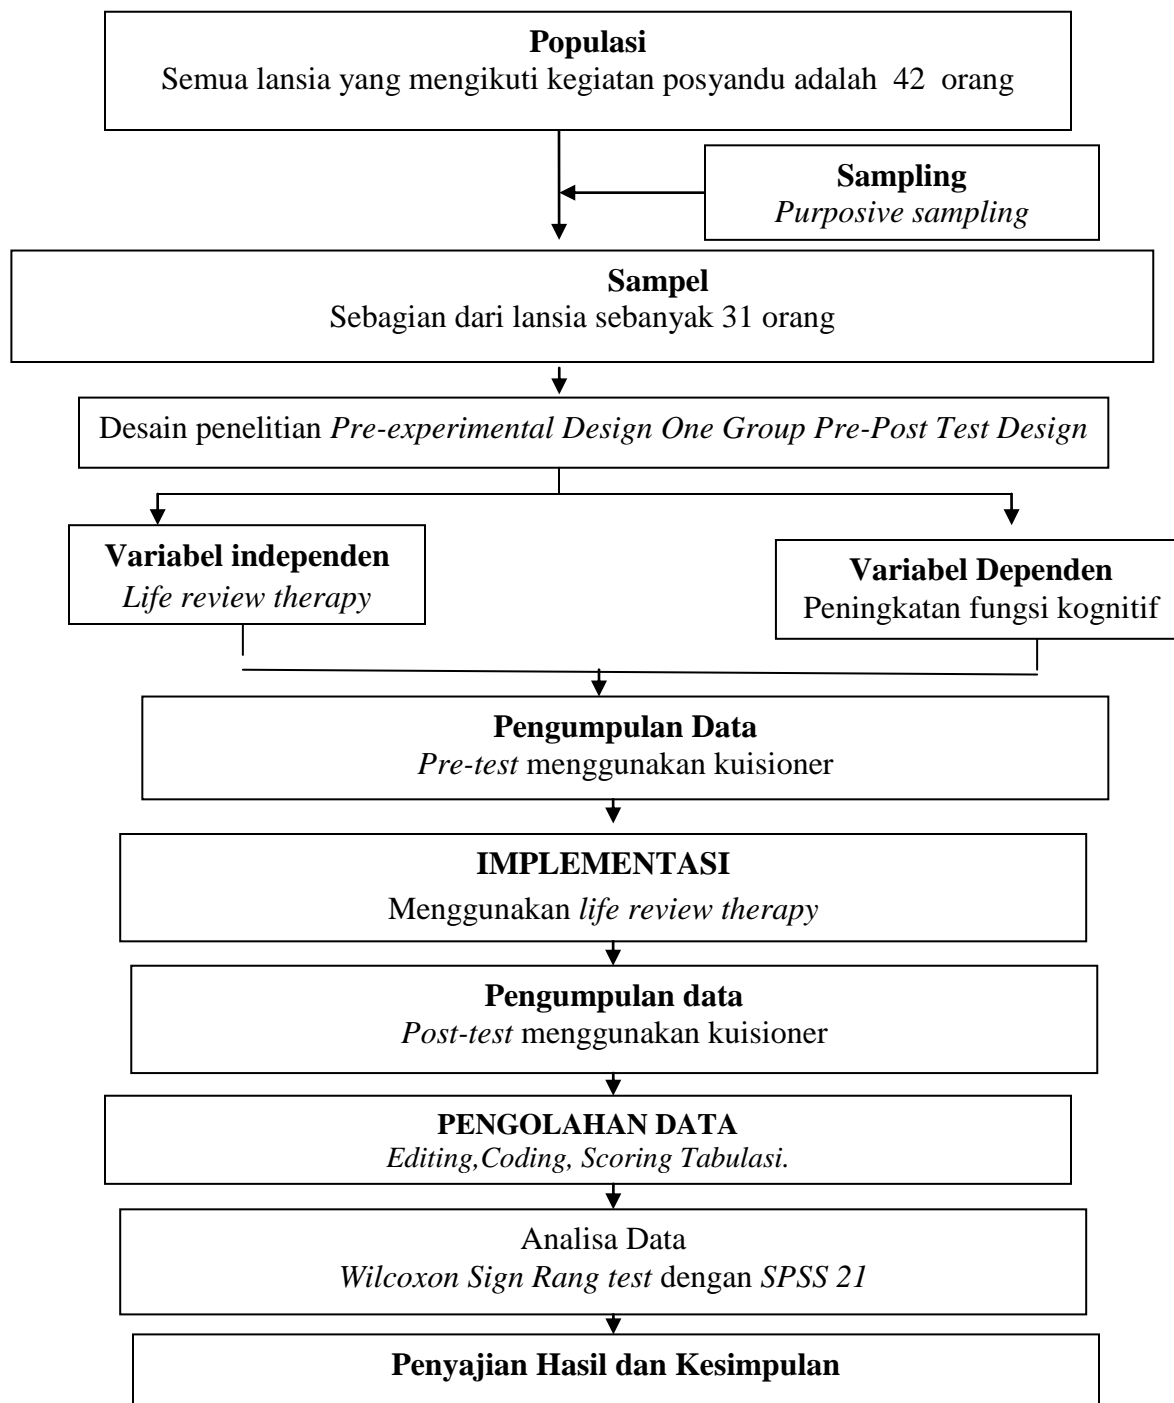 Populasi
Semua lansia yang mengikuti kegiatan posyandu adalah 42 orang
Sampling
Purposive sampling
Sampel
Sebagian dari lansia sebanyak 31 orang
Desain penelitian Pre-experimental Design One Group Pre-Post Test Design
Variabel independen
Life review therapy
Variabel Dependen
Peningkatan fungsi kognitif
Pengumpulan Data
Pre-test menggunakan kuisioner
IMPLEMENTASI
Menggunakan life review therapy
Pengumpulan data
Post-test menggunakan kuisioner
PENGOLAHAN DATA
Editing,Coding, Scoring Tabulasi.
Analisa Data
Wilcoxon Sign Rang test dengan SPSS 21
Penyajian Hasil dan Kesimpulan